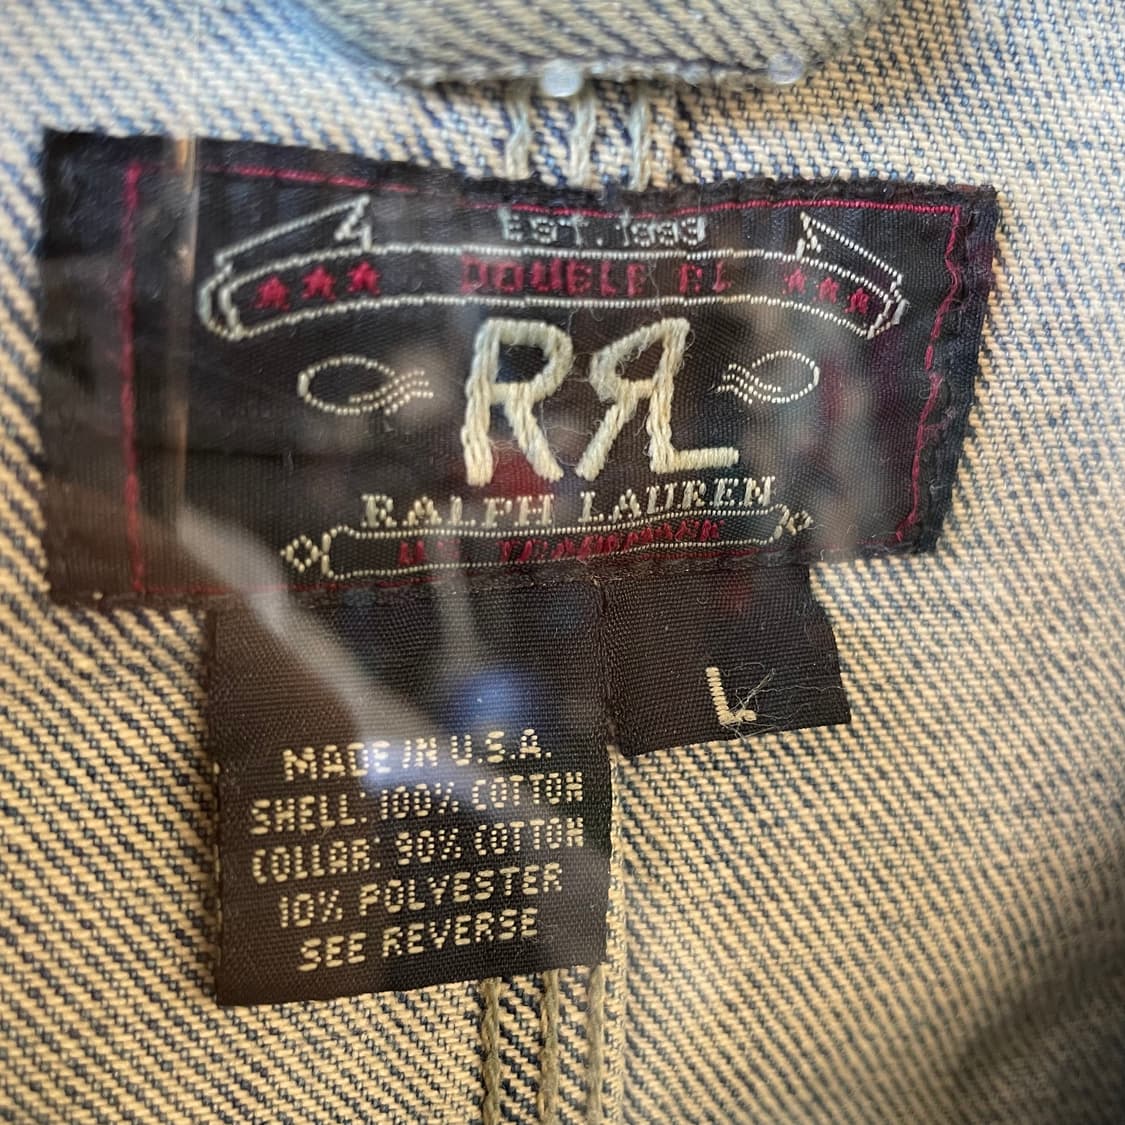 EST. 1993
DOUBLE RL
RRL
RALPH LAUREN
L
MADE IN U.S.A.
SHELL: 100% COTTON
COLLAR: 90% COTTON
10% POLYESTER
SEE REVERSE